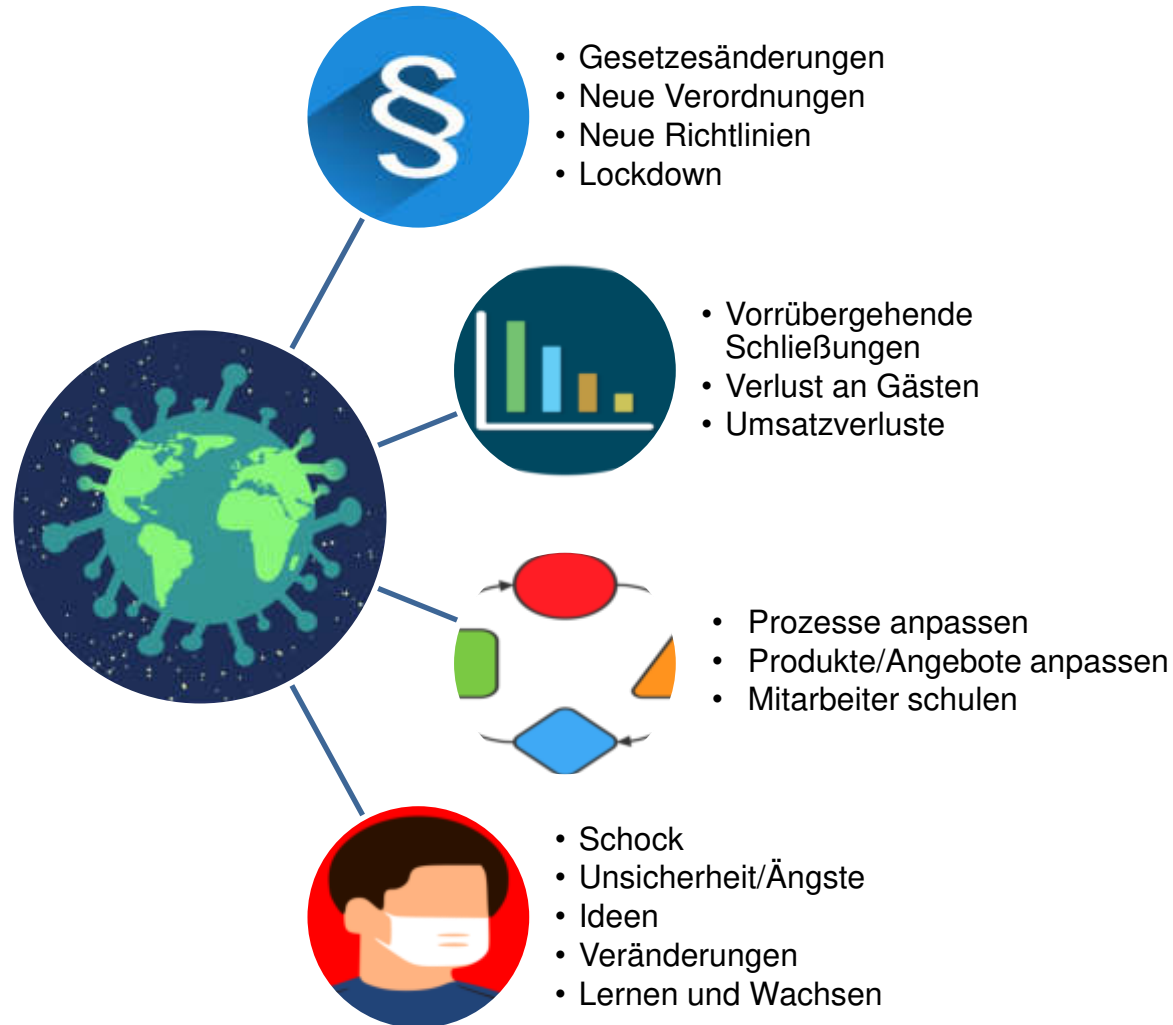 §
• Gesetzesänderungen
• Neue Verordnungen
• Neue Richtlinien
• Lockdown
• Vorrübergehende
Schließungen
• Verlust an Gästen
• Umsatzverluste
• Prozesse anpassen
• Produkte/Angebote anpassen
• Mitarbeiter schulen
• Schock
• Unsicherheit/Ängste
• Ideen
• Veränderungen
• Lernen und Wachsen